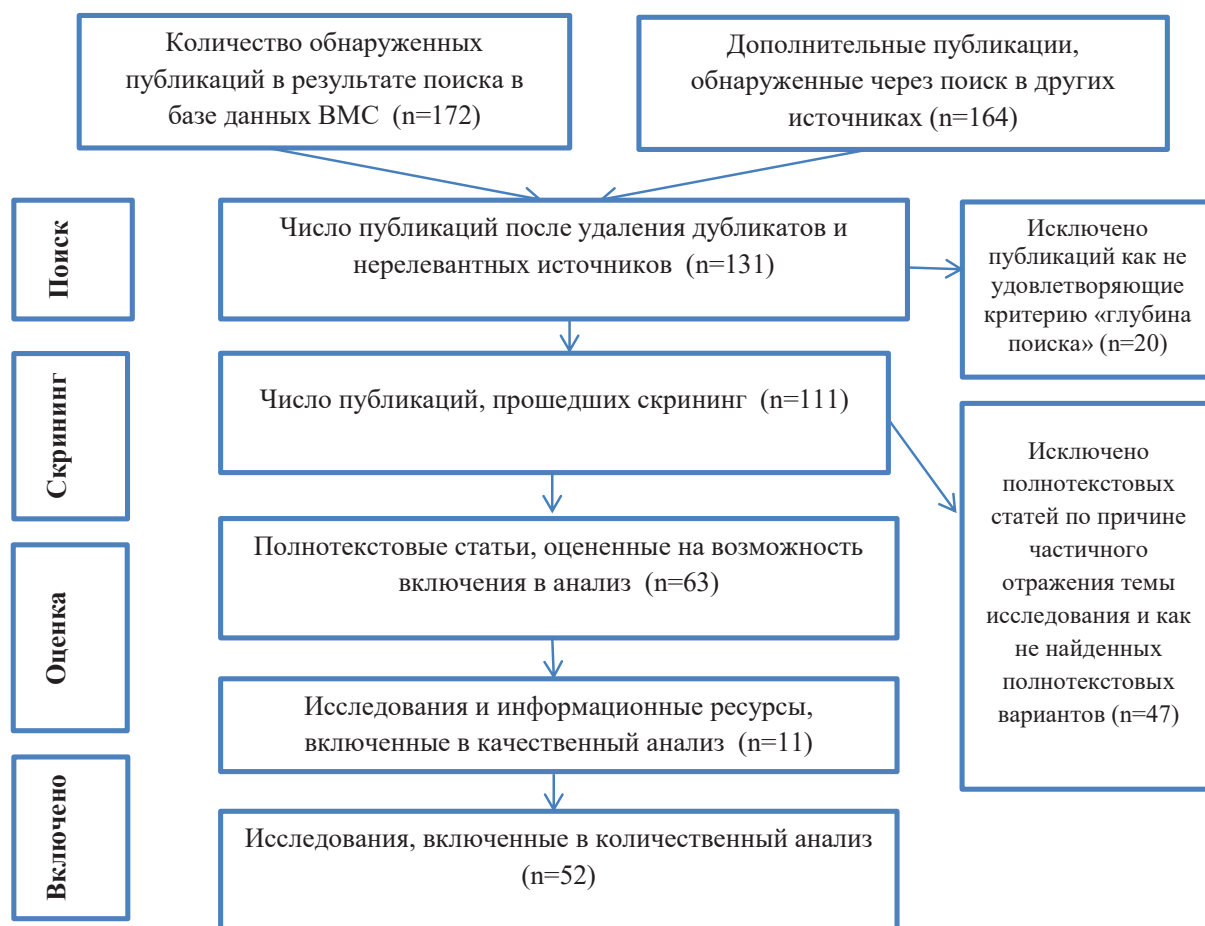 Количество обнаруженных
публикаций в результате поиска в
базе данных ВМС (n=172)
Дополнительные публикации,
обнаруженные через поиск в других
источниках (n=164)
Поиск
Число публикаций после удаления дубликатов и
нерелевантных источников (n=131)
Исключено
публикаций как не
удовлетворяющие
критерию «глубина
поиска» (n=20)
Скрининг
Число публикаций, прошедших скрининг (n=111)
Исключено
полнотекстовых
статей по причине
частичного
отражения темы
исследования и как
не найденных
полнотекстовых
вариантов (n=47)
Оценка
Полнотекстовые статьи, оцененные на возможность
включения в анализ (n=63)
Исследования и информационные ресурсы,
включенные в качественный анализ (n=11)
Включено
Исследования, включенные в количественный анализ
(n=52)